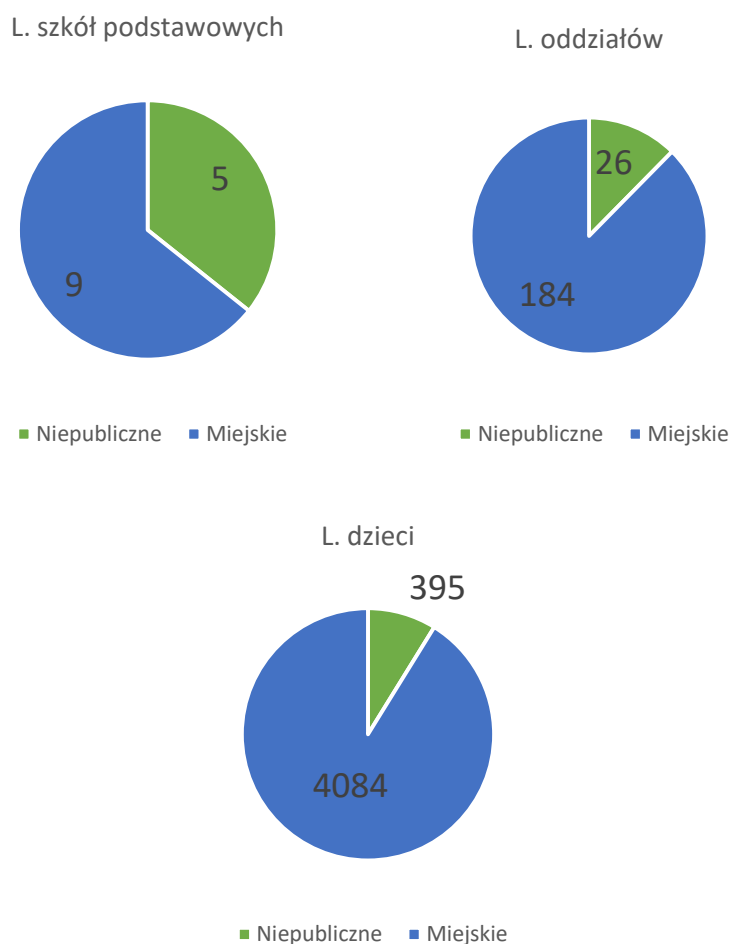 L. szkół podstawowych
5
9
Niepubliczne Miejskie
L. oddziałów
26
184
Niepubliczne Miejskie
L. dzieci
395
4084
Niepubliczne Miejskie